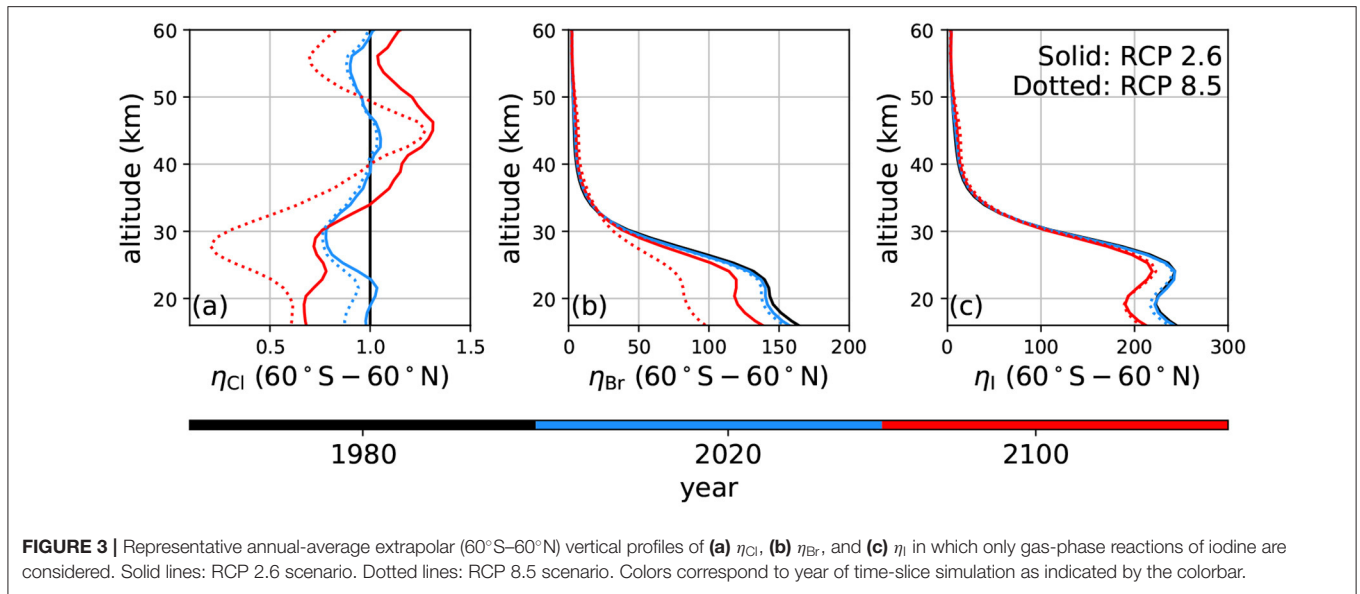 60
50
40
30
20
altitude (km)
(a)
0.5 1.0 1.5
ηCl (60°S−60°N)
60
50
40
30
20
altitude (km)
(b)
0 50 100 150 200
ηBr (60°S−60°N)
60
50
40
30
20
altitude (km)
Solid: RCP 2.6
Dotted: RCP 8.5
(c)
0 100 200 300
ηI (60°S−60°N)
1980 2020 2100
year
FIGURE 3 | Representative annual-average extrapolar (60°S–60°N) vertical profiles of (a) ηCl, (b) ηBr, and (c) ηI in which only gas-phase reactions of iodine are
considered. Solid lines: RCP 2.6 scenario. Dotted lines: RCP 8.5 scenario. Colors correspond to year of time-slice simulation as indicated by the colorbar.